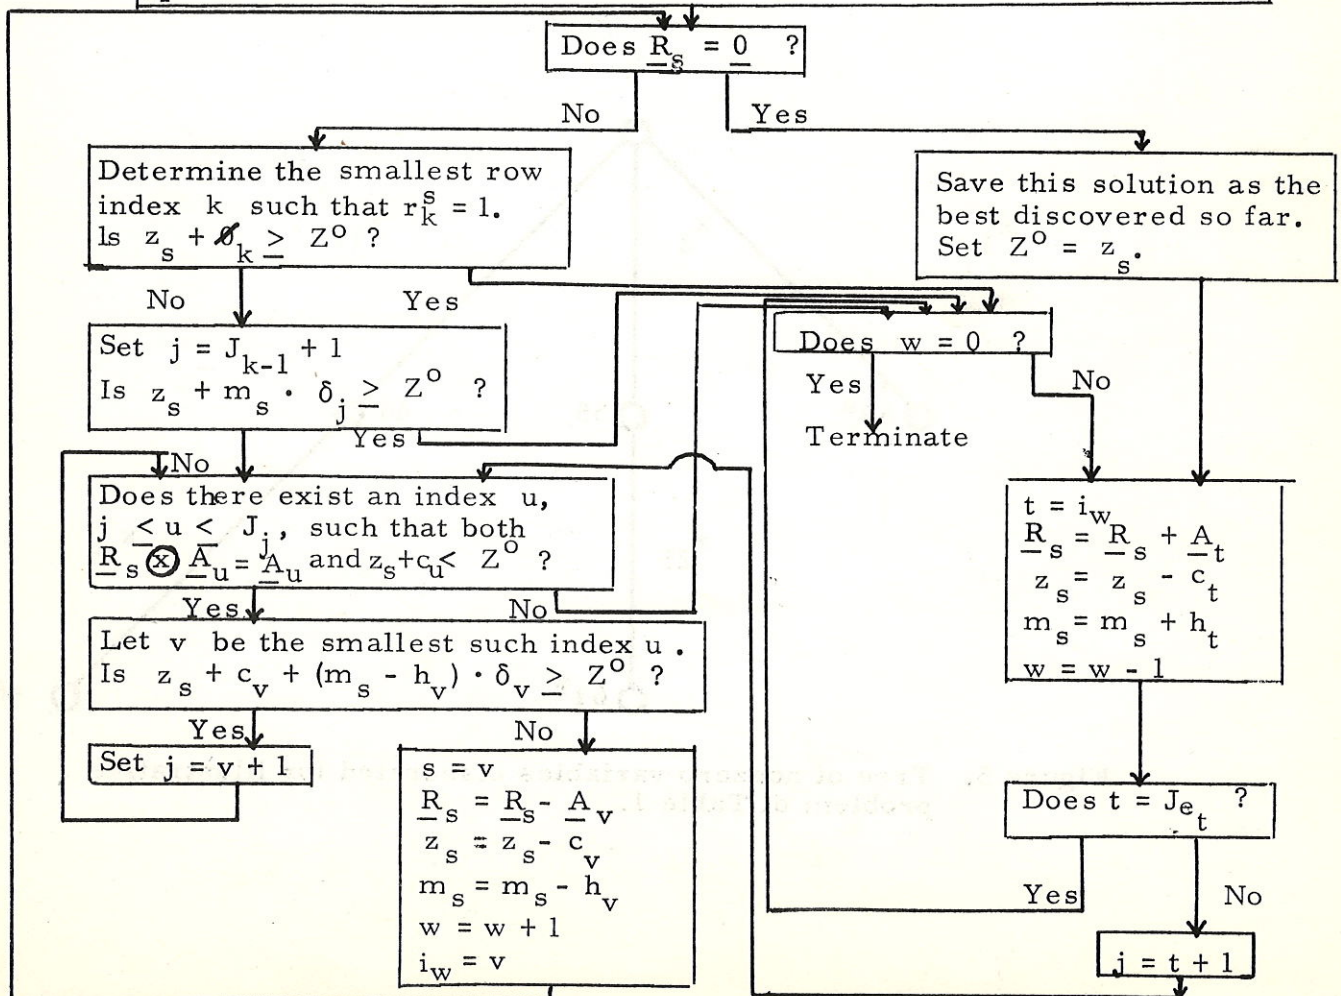 Does R_s = 0 ?
No
Yes
Determine the smallest row
index k such that r_k^s = 1.
Is z_s + θ_k ≥ Z^o ?
Save this solution as the
best discovered so far.
Set Z^o = z_s.
No
Yes
Set j = J_{k-1} + 1
Is z_s + m_s · δ_j ≥ Z^o ?
Does w = 0 ?
Yes
No
Terminate
Yes
No
Does there exist an index u,
j ≤ u ≤ J_j, such that both
R_s ⊗ A_u = A_u and z_s + c_u < Z^o ?
t = i_w
R_s = R_s + A_t
z_s = z_s - c_t
m_s = m_s + h_t
w = w - 1
Yes
No
Let v be the smallest such index u.
Is z_s + c_v + (m_s - h_v) · δ_v ≥ Z^o ?
Yes
No
Set j = v + 1
s = v
R_s = R_s - A_v
z_s = z_s - c_v
m_s = m_s - h_v
w = w + 1
i_w = v
Does t = J_{e_t} ?
Yes
No
j = t + 1